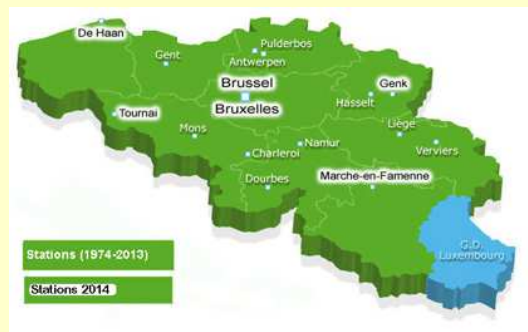 De Haan
Gent
Pulderbos
Antwerpen
Brussel
Bruxelles
Genk
Hasselt
Tournai
Mons
Liège
Namur
Verviers
Charleroi
Marche-en-Famenne
Dourbes
G.D.
Luxembourg
Stations (1974-2013)
Stations 2014